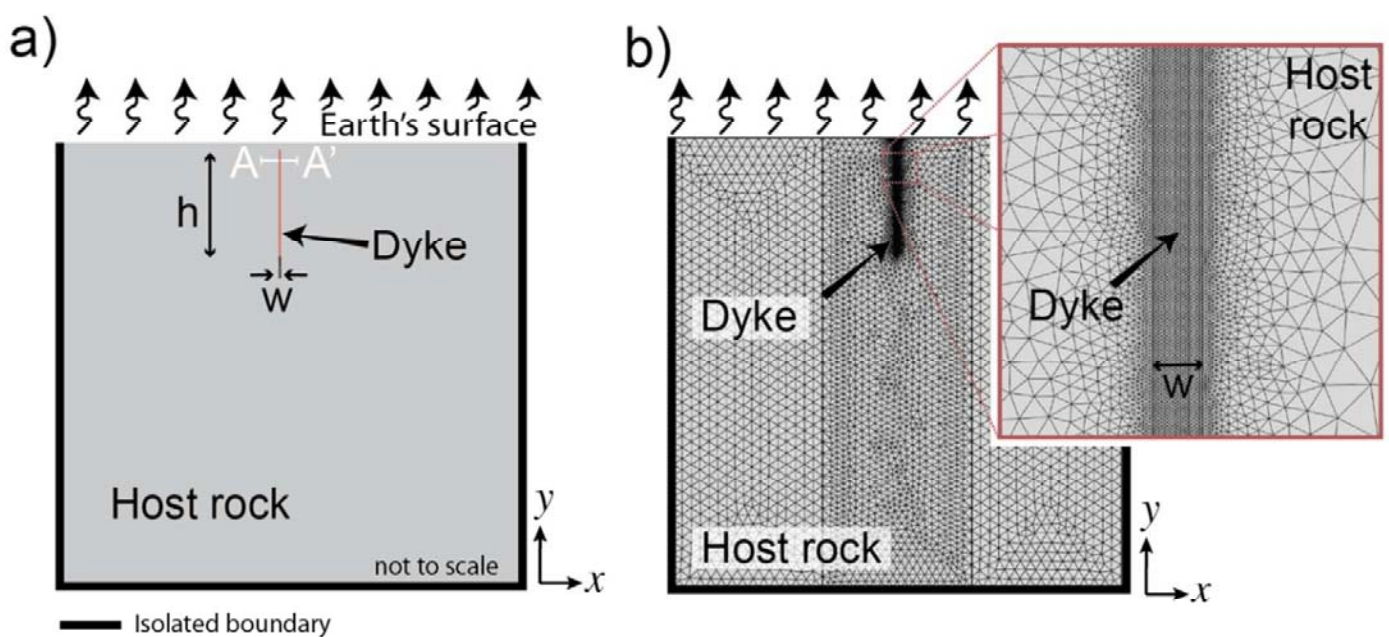 a)
Earth's surface
A A'
h
Dyke
w
Host rock
not to scale
y
x
Isolated boundary
b)
Host
rock
Dyke
w
Dyke
Host rock
y
x